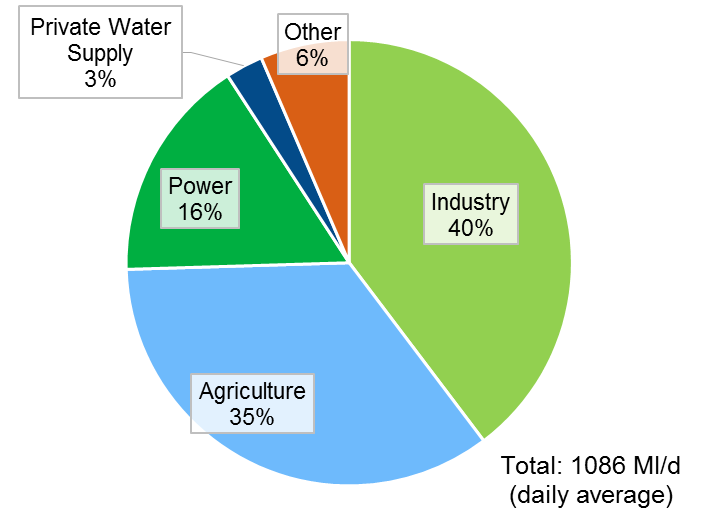 Private Water
Supply
3%
Other
6%
Industry
40%
Power
16%
Agriculture
35%
Total: 1086 Ml/d
(daily average)